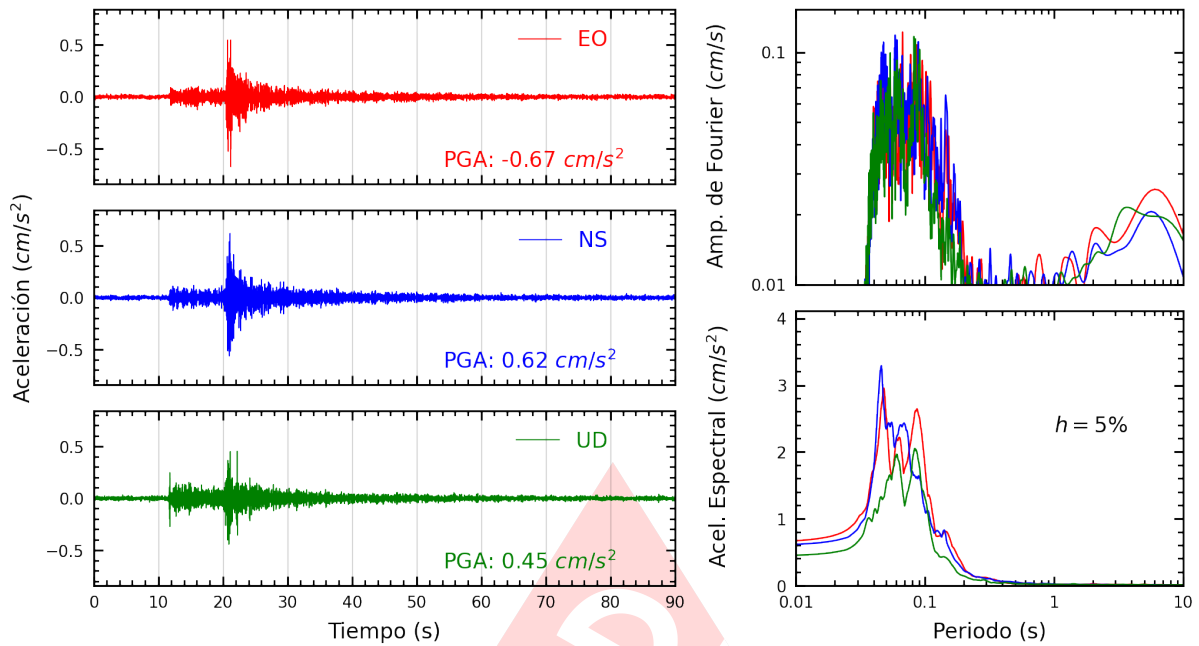 Aceleración (cm/s²)
0.5
0.0
−0.5
EO
PGA: -0.67 cm/s²
0.5
0.0
−0.5
NS
PGA: 0.62 cm/s²
0.5
0.0
−0.5
UD
PGA: 0.45 cm/s²
0 10 20 30 40 50 60 70 80 90
Tiempo (s)
Amp. de Fourier (cm/s)
0.1
0.01
Acel. Espectral (cm/s²)
4
3
2
1
0
h = 5%
0.01 0.1 1 10
Periodo (s)